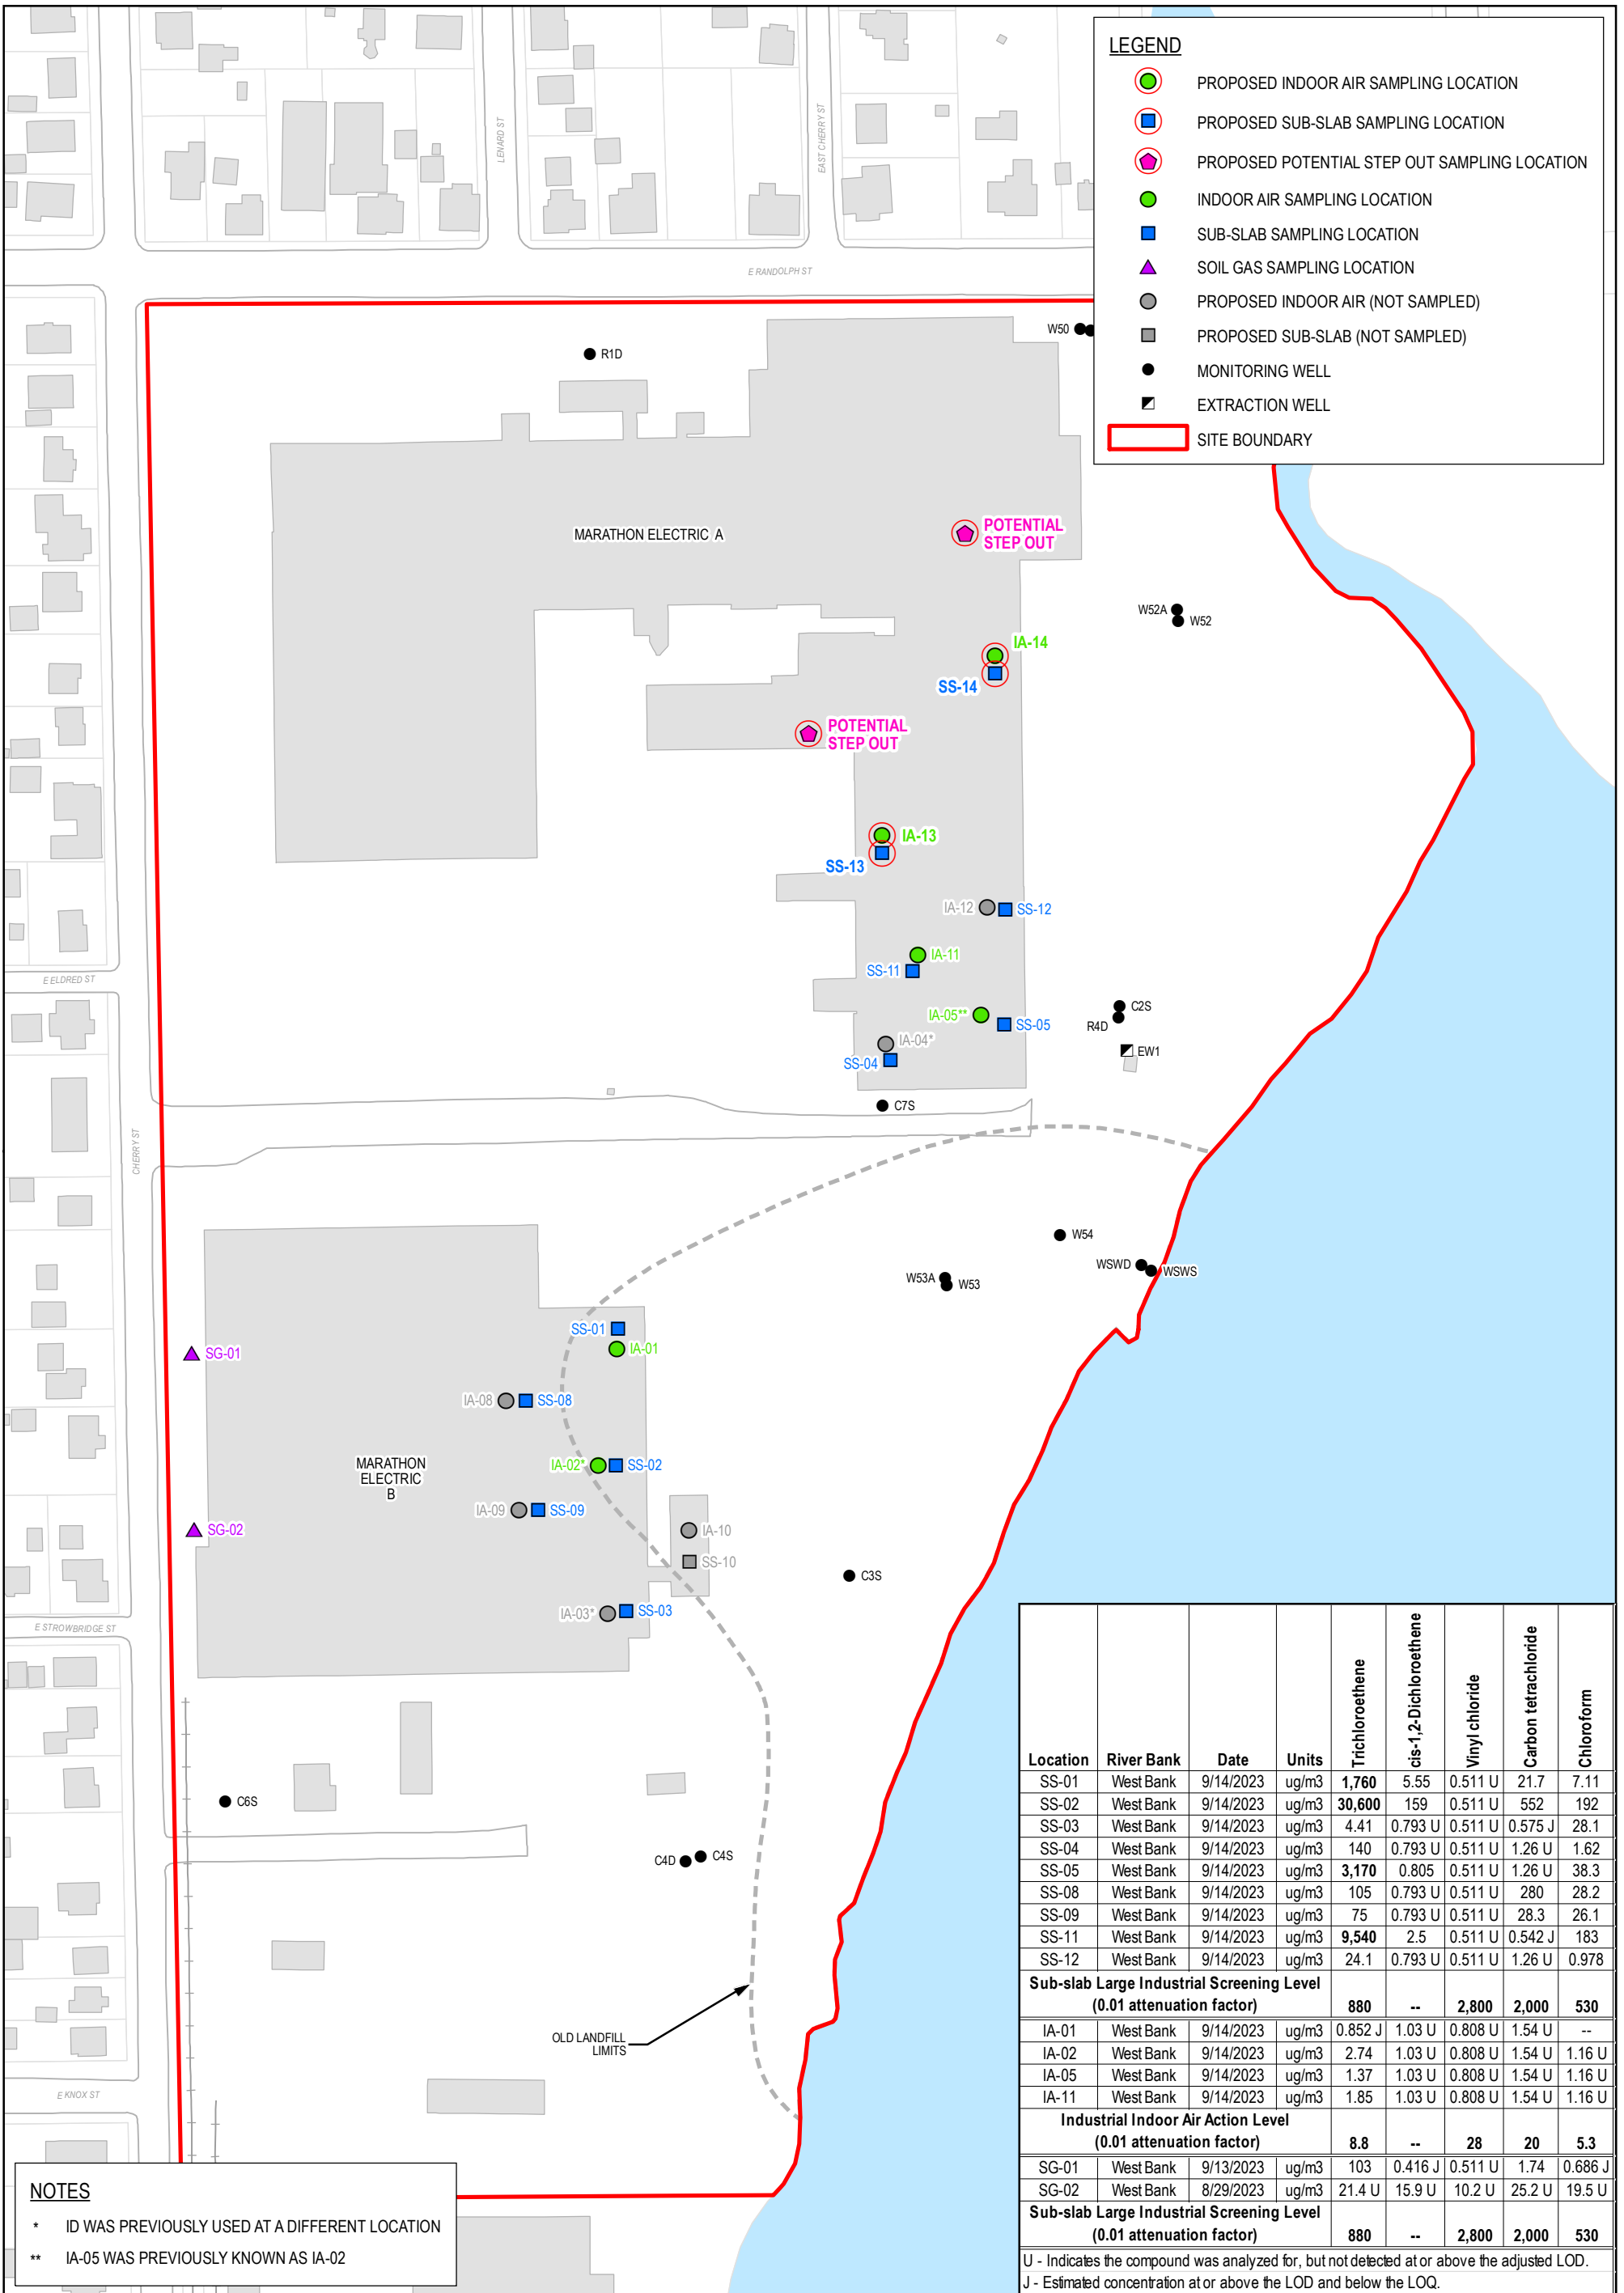 LEGEND
PROPOSED INDOOR AIR SAMPLING LOCATION
PROPOSED SUB-SLAB SAMPLING LOCATION
PROPOSED POTENTIAL STEP OUT SAMPLING LOCATION
INDOOR AIR SAMPLING LOCATION
SUB-SLAB SAMPLING LOCATION
SOIL GAS SAMPLING LOCATION
PROPOSED INDOOR AIR (NOT SAMPLED)
PROPOSED SUB-SLAB (NOT SAMPLED)
MONITORING WELL
EXTRACTION WELL
SITE BOUNDARY
LENARD ST
EAST CHERRY ST
E RANDOLPH ST
W50
R1D
MARATHON ELECTRIC A
POTENTIAL
STEP OUT
W52A
W52
IA-14
SS-14
POTENTIAL
STEP OUT
IA-13
SS-13
IA-12
SS-12
IA-11
SS-11
E ELDRED ST
IA-05**
SS-05
C2S
R4D
EW1
IA-04*
SS-04
C7S
CHERRY ST
W54
WSWD
WSWS
W53A
W53
SS-01
IA-01
SG-01
IA-08
SS-08
MARATHON
ELECTRIC
B
IA-02*
SS-02
IA-09
SS-09
SG-02
IA-10
SS-10
C3S
IA-03*
SS-03
E STROWBRIDGE ST
C6S
C4D
C4S
OLD LANDFILL
LIMITS
E KNOX ST
Location River Bank Date Units Trichloroethene cis-1,2-Dichloroethene Vinyl chloride Carbon tetrachloride Chloroform
SS-01 West Bank 9/14/2023 ug/m3 1,760 5.55 0.511 U 21.7 7.11
SS-02 West Bank 9/14/2023 ug/m3 30,600 159 0.511 U 552 192
SS-03 West Bank 9/14/2023 ug/m3 4.41 0.793 U 0.511 U 0.575 J 28.1
SS-04 West Bank 9/14/2023 ug/m3 140 0.793 U 0.511 U 1.26 U 1.62
SS-05 West Bank 9/14/2023 ug/m3 3,170 0.805 0.511 U 1.26 U 38.3
SS-08 West Bank 9/14/2023 ug/m3 105 0.793 U 0.511 U 280 28.2
SS-09 West Bank 9/14/2023 ug/m3 75 0.793 U 0.511 U 28.3 26.1
SS-11 West Bank 9/14/2023 ug/m3 9,540 2.5 0.511 U 0.542 J 183
SS-12 West Bank 9/14/2023 ug/m3 24.1 0.793 U 0.511 U 1.26 U 0.978
Sub-slab Large Industrial Screening Level
(0.01 attenuation factor) 880 -- 2,800 2,000 530
IA-01 West Bank 9/14/2023 ug/m3 0.852 J 1.03 U 0.808 U 1.54 U --
IA-02 West Bank 9/14/2023 ug/m3 2.74 1.03 U 0.808 U 1.54 U 1.16 U
IA-05 West Bank 9/14/2023 ug/m3 1.37 1.03 U 0.808 U 1.54 U 1.16 U
IA-11 West Bank 9/14/2023 ug/m3 1.85 1.03 U 0.808 U 1.54 U 1.16 U
Industrial Indoor Air Action Level
(0.01 attenuation factor) 8.8 -- 28 20 5.3
SG-01 West Bank 9/13/2023 ug/m3 103 0.416 J 0.511 U 1.74 0.686 J
SG-02 West Bank 8/29/2023 ug/m3 21.4 U 15.9 U 10.2 U 25.2 U 19.5 U
Sub-slab Large Industrial Screening Level
(0.01 attenuation factor) 880 -- 2,800 2,000 530
U - Indicates the compound was analyzed for, but not detected at or above the adjusted LOD.
J - Estimated concentration at or above the LOD and below the LOQ.
NOTES
* ID WAS PREVIOUSLY USED AT A DIFFERENT LOCATION
** IA-05 WAS PREVIOUSLY KNOWN AS IA-02